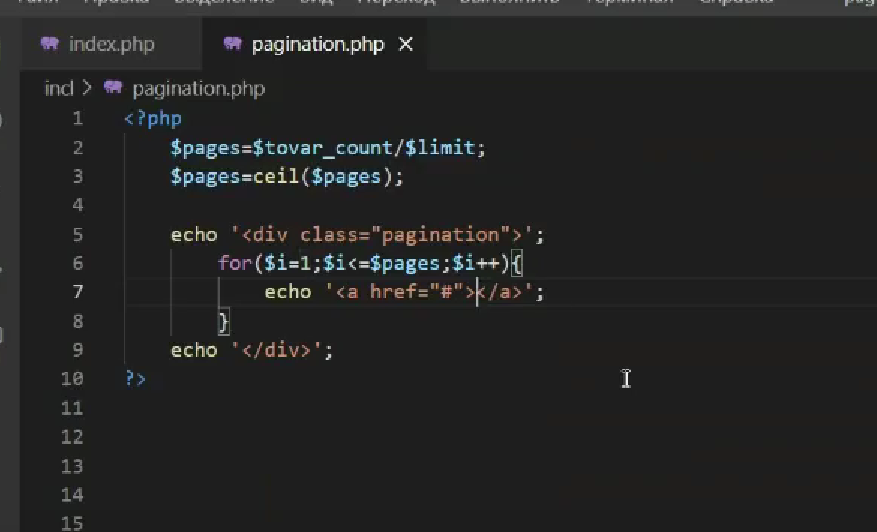 index.php
pagination.php
incl > pagination.php
1 <?php
2 $pages=$tovar_count/$limit;
3 $pages=ceil($pages);
4
5 echo '<div class="pagination">';
6 for($i=1;$i<=$pages;$i++){
7 echo '<a href="#"></a>';
8 }
9 echo '</div>';
10 ?>
11
12
13
14
15